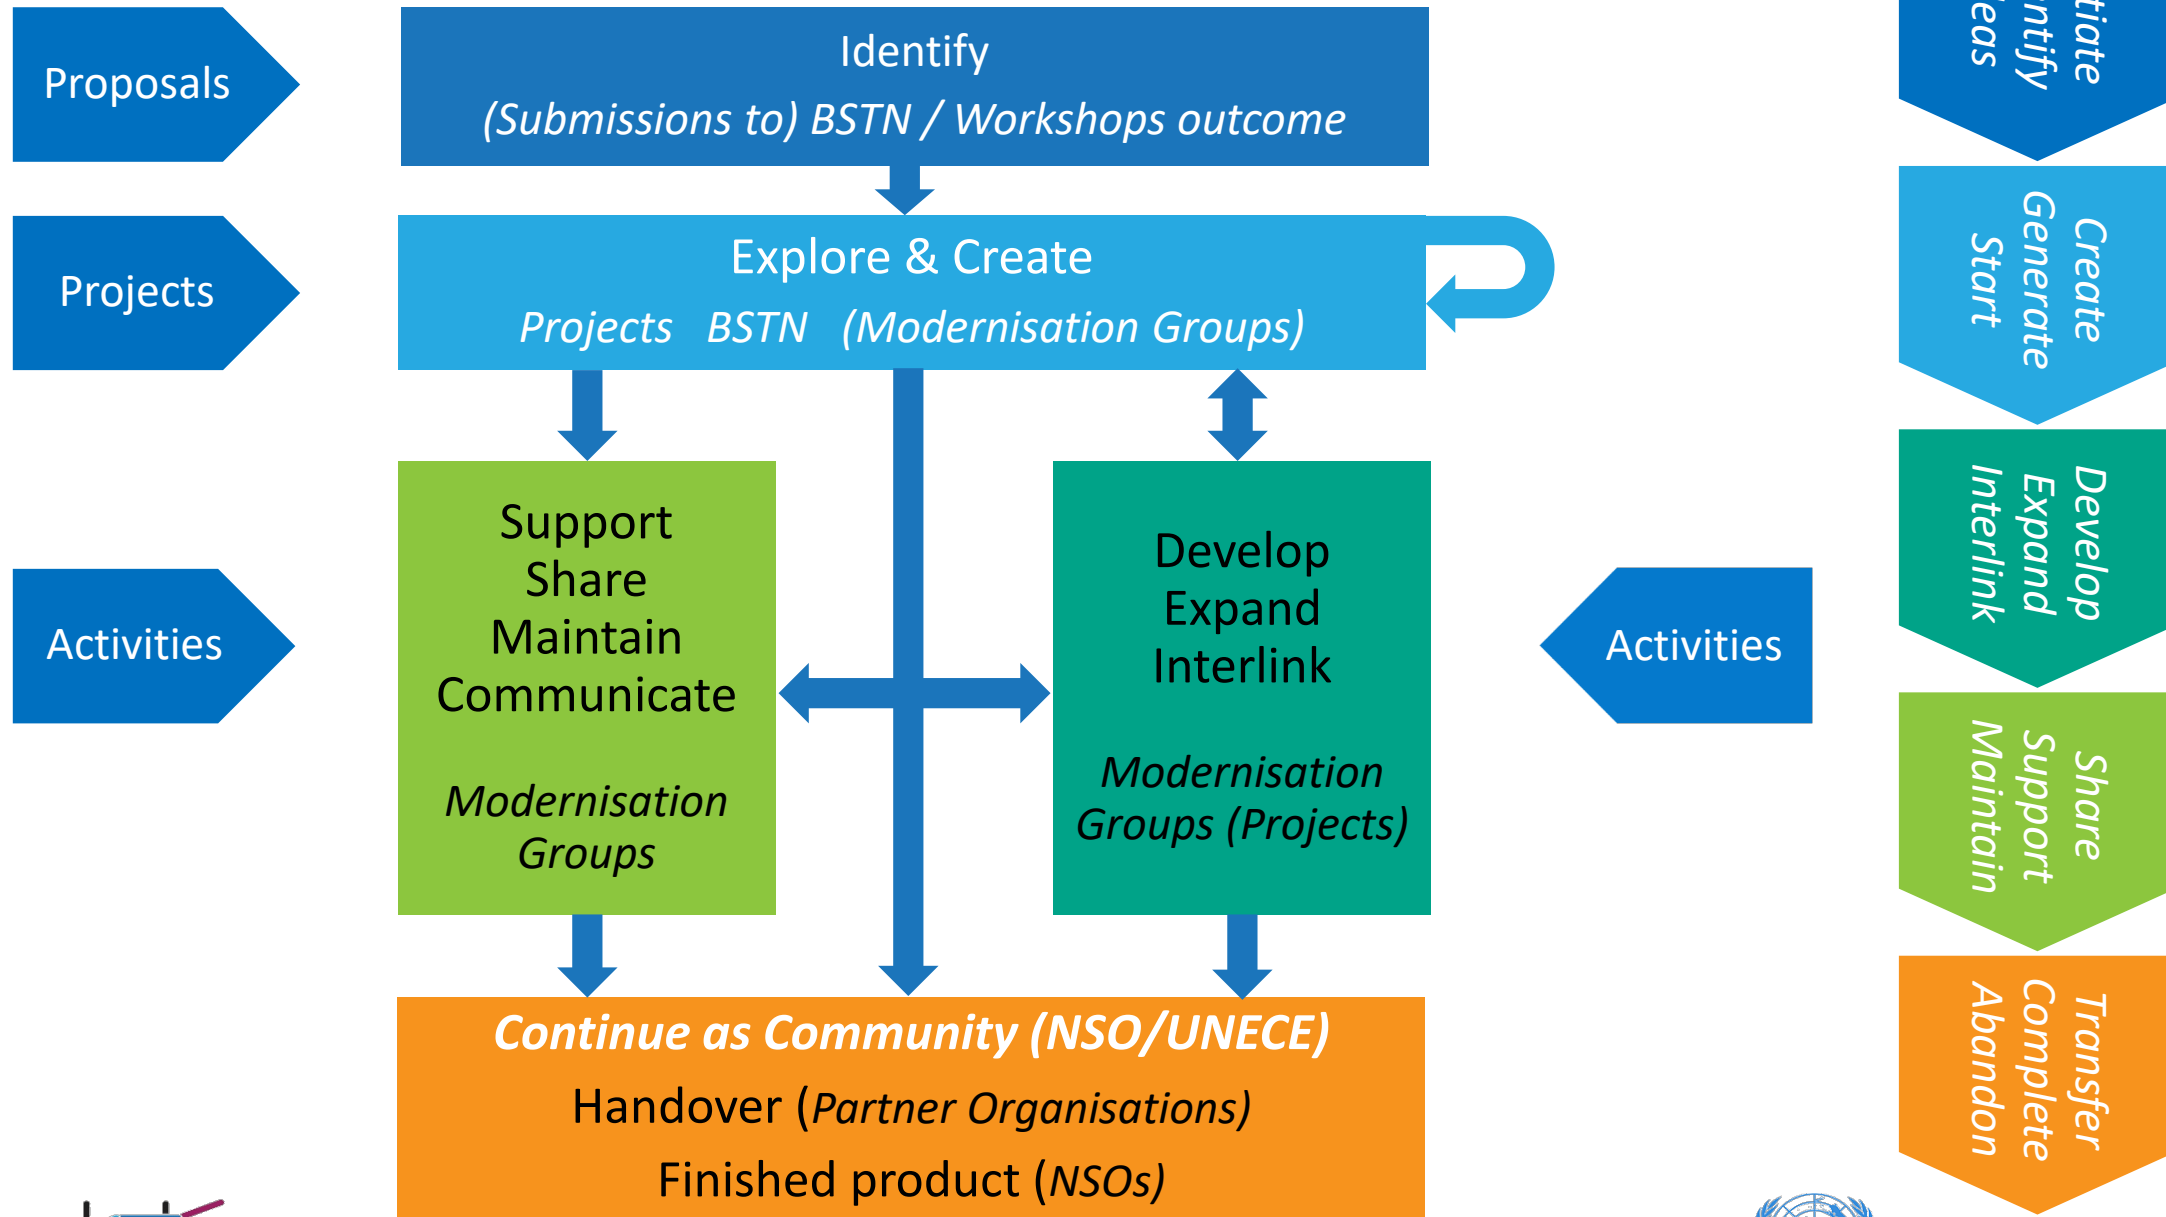 Proposals
Identify
(Submissions to) BSTN / Workshops outcome
Projects
Explore & Create
Projects BSTN (Modernisation Groups)
Activities
Support
Share
Maintain
Communicate
Modernisation
Groups
Develop
Expand
Interlink
Modernisation
Groups (Projects)
Activities
Continue as Community (NSO/UNECE)
Handover (Partner Organisations)
Finished product (NSOs)
Create
Generate
Start
Develop
Expand
Interlink
Share
Support
Maintain
Transfer
Complete
Abandon